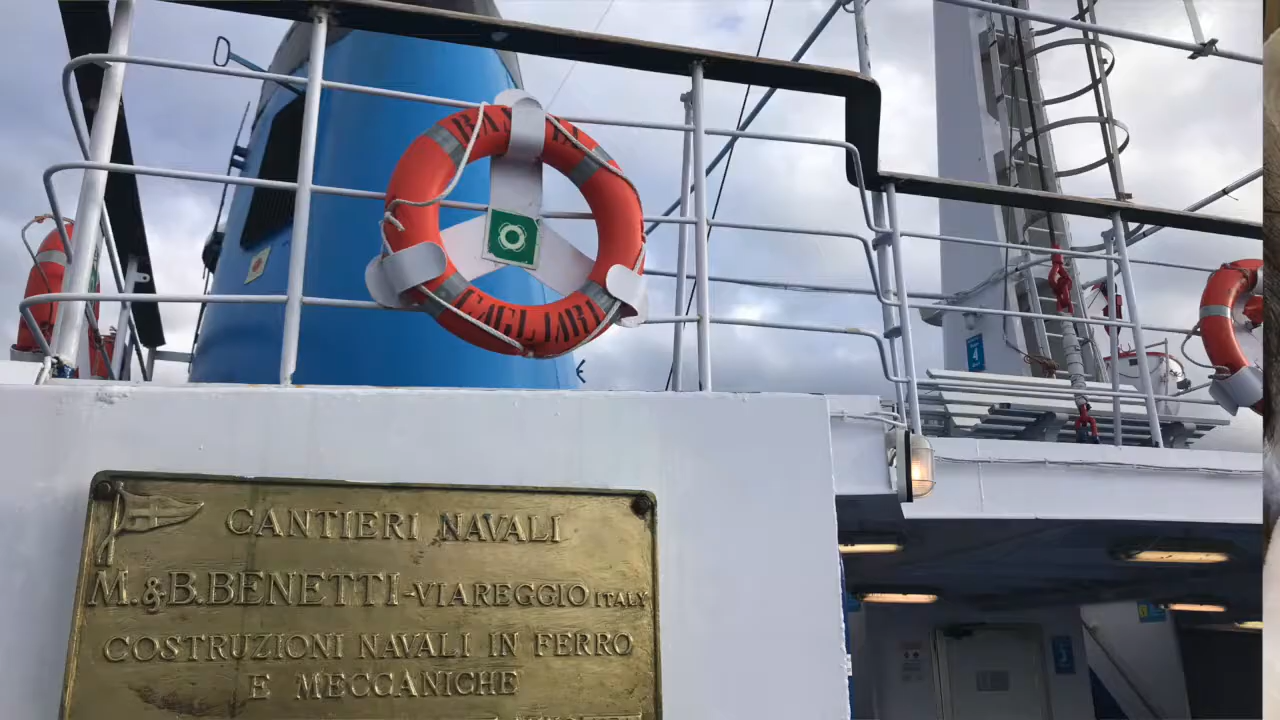 CAGLIARI
CANTIERI NAVALI
M.&B.BENETTI-VIAREGGIO ITALY
COSTRUZIONI NAVALI IN FERRO
E MECCANICHE
4